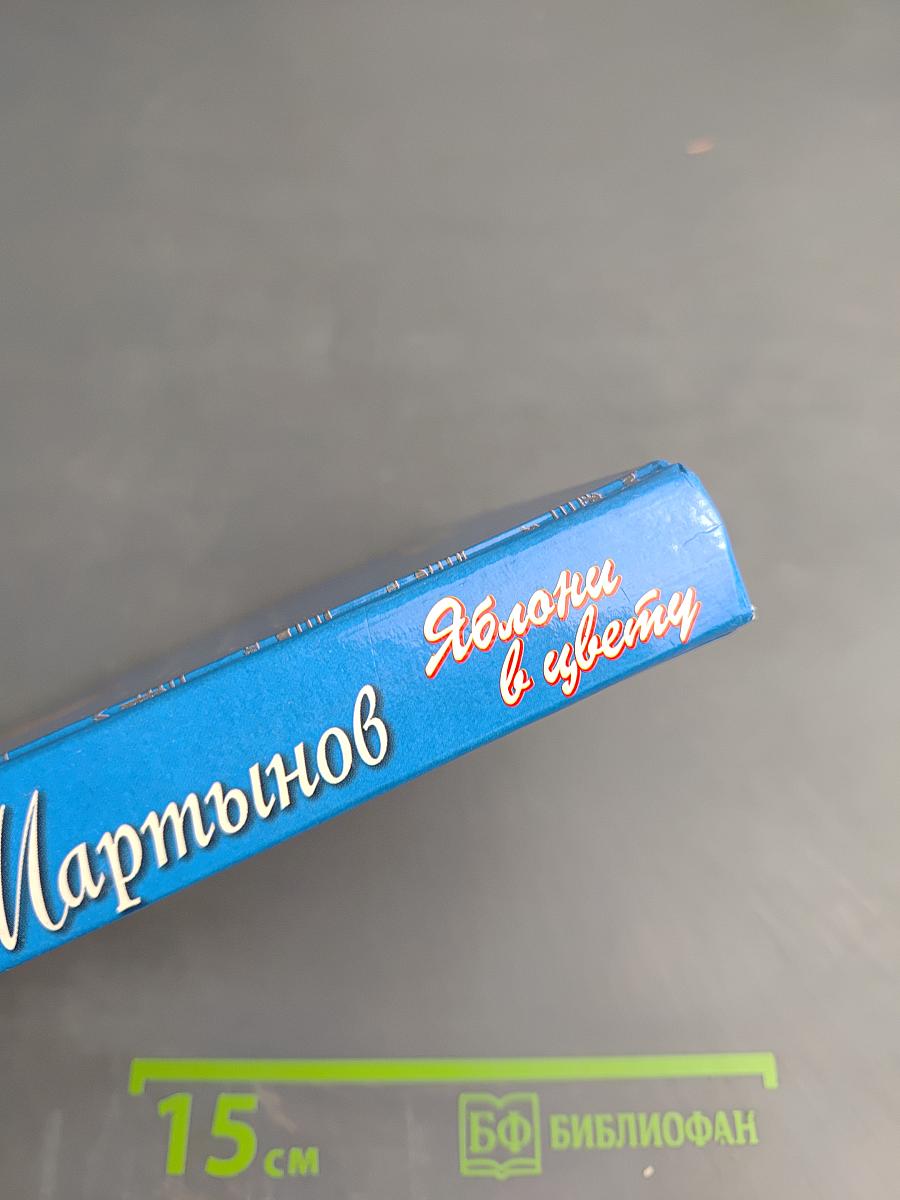 Мартынов
Яблони
в цвету
15 см
БФ БИБЛИОФАН